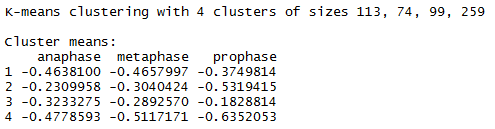 K-means clustering with 4 clusters of sizes 113, 74, 99, 259
Cluster means:
anaphase metaphase prophase
1 -0.4638100 -0.4657997 -0.3749814
2 -0.2309958 -0.3040424 -0.5319415
3 -0.3233275 -0.2892570 -0.1828814
4 -0.4778593 -0.5117171 -0.6352053